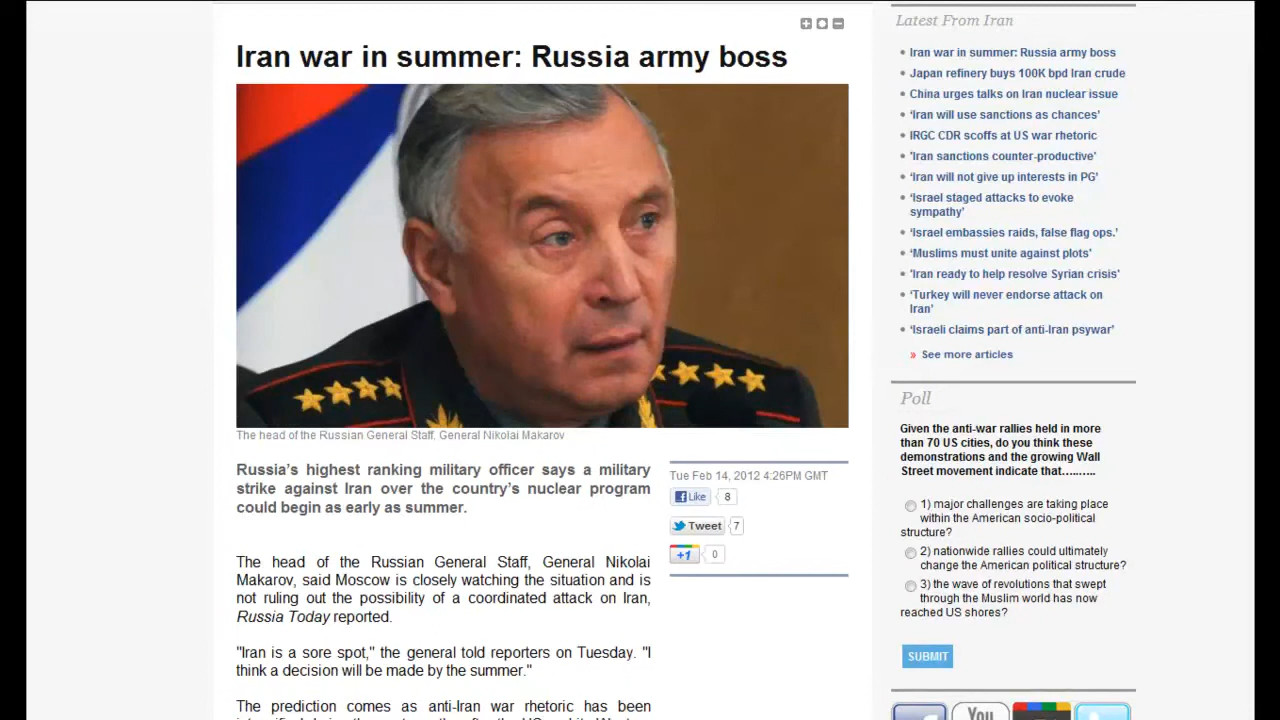 Iran war in summer: Russia army boss
The head of the Russian General Staff, General Nikolai Makarov
Russia's highest ranking military officer says a military
strike against Iran over the country's nuclear program
could begin as early as summer.
Tue Feb 14, 2012 4:26PM GMT
Like 8
Tweet 7
+1 0
The head of the Russian General Staff, General Nikolai
Makarov, said Moscow is closely watching the situation and is
not ruling out the possibility of a coordinated attack on Iran,
Russia Today reported.
"Iran is a sore spot," the general told reporters on Tuesday. "I
think a decision will be made by the summer."
The prediction comes as anti-Iran war rhetoric has been
Latest From Iran
Iran war in summer: Russia army boss
Japan refinery buys 100K bpd Iran crude
China urges talks on Iran nuclear issue
‘Iran will use sanctions as chances’
IRGC CDR scoffs at US war rhetoric
'Iran sanctions counter-productive'
‘Iran will not give up interests in PG’
‘Israel staged attacks to evoke
sympathy’
‘Israel embassies raids, false flag ops.’
‘Muslims must unite against plots’
'Iran ready to help resolve Syrian crisis'
‘Turkey will never endorse attack on
Iran’
‘Israeli claims part of anti-Iran psywar’
» See more articles
Poll
Given the anti-war rallies held in more
than 70 US cities, do you think these
demonstrations and the growing Wall
Street movement indicate that..…..
1) major challenges are taking place
within the American socio-political
structure?
2) nationwide rallies could ultimately
change the American political structure?
3) the wave of revolutions that swept
through the Muslim world has now
reached US shores?
SUBMIT
You